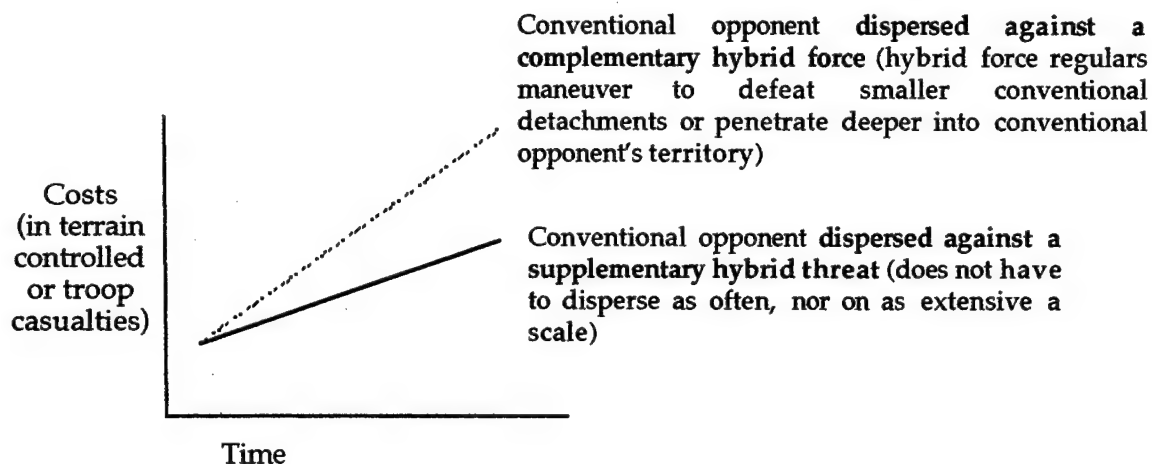 Conventional opponent dispersed against a
complementary hybrid force (hybrid force regulars
maneuver to defeat smaller conventional
detachments or penetrate deeper into conventional
opponent's territory)
Costs
(in terrain
controlled
or troop
casualties)
Conventional opponent dispersed against a
supplementary hybrid threat (does not have
to disperse as often, nor on as extensive a
scale)
Time